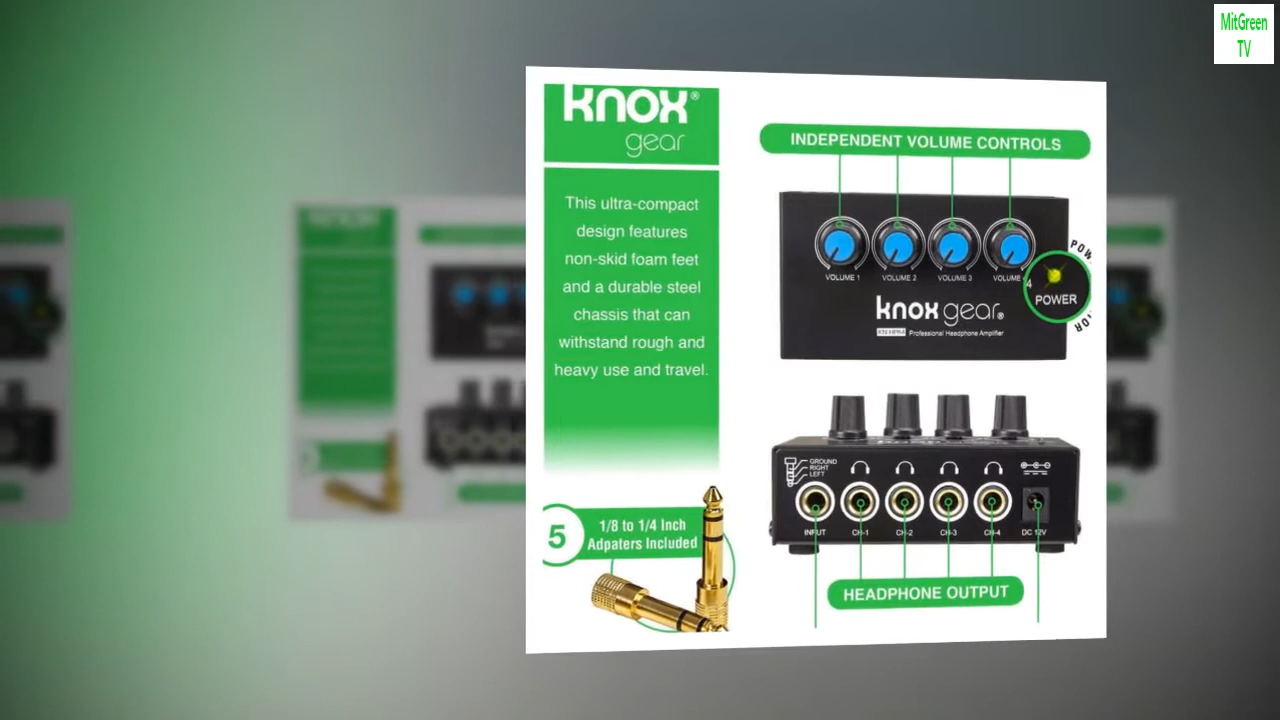 MitGreen
TV
knox®
gear
This ultra-compact
design features
non-skid foam feet
and a durable steel
chassis that can
withstand rough and
heavy use and travel.
5
1/8 to 1/4 Inch
Adpaters Included
INDEPENDENT VOLUME CONTROLS
VOLUME 1
VOLUME 2
VOLUME 3
VOLUME 4
POWER
knox gear®
KN-HPM Professional Headphone Amplifier
GROUND
RIGHT
LEFT
INPUT
CH-1
CH-2
CH-3
CH-4
DC 12V
HEADPHONE OUTPUT